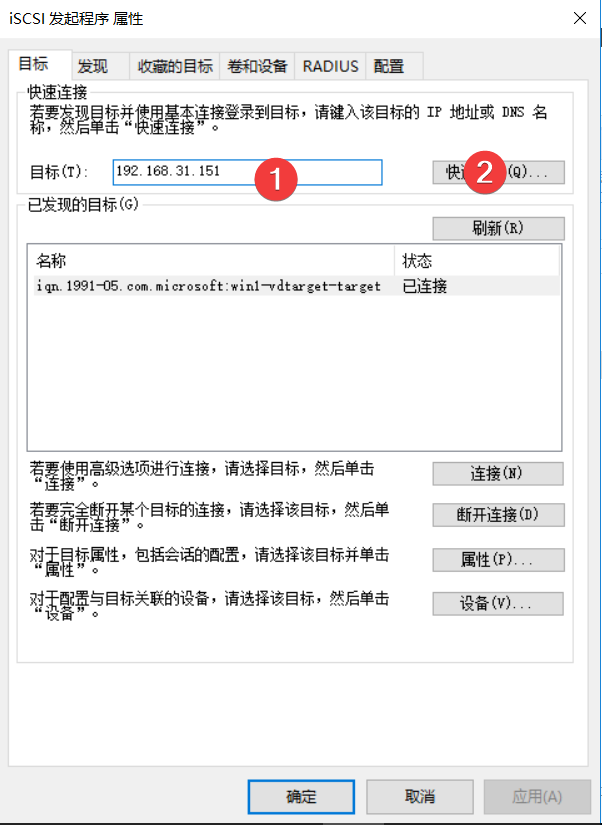 iSCSI 发起程序 属性
目标 发现 收藏的目标 卷和设备 RADIUS 配置
快速连接
若要发现目标并使用基本连接登录到目标，请键入该目标的 IP 地址或 DNS 名
称，然后单击“快速连接”。
目标(T): 192.168.31.151 1 快 2 (Q)...
已发现的目标(G)
刷新(R)
名称 状态
iqn.1991-05.com.microsoft:win1-vdtarget-target 已连接
若要使用高级选项进行连接，请选择目标，然后单击
“连接”。
连接(N)
若要完全断开某个目标的连接，请选择该目标，然后单
击“断开连接”。
断开连接(D)
对于目标属性，包括会话的配置，请选择该目标并单击
“属性”。
属性(P)...
对于配置与目标关联的设备，请选择该目标，然后单击
“设备”。
设备(V)...
确定 取消 应用(A)